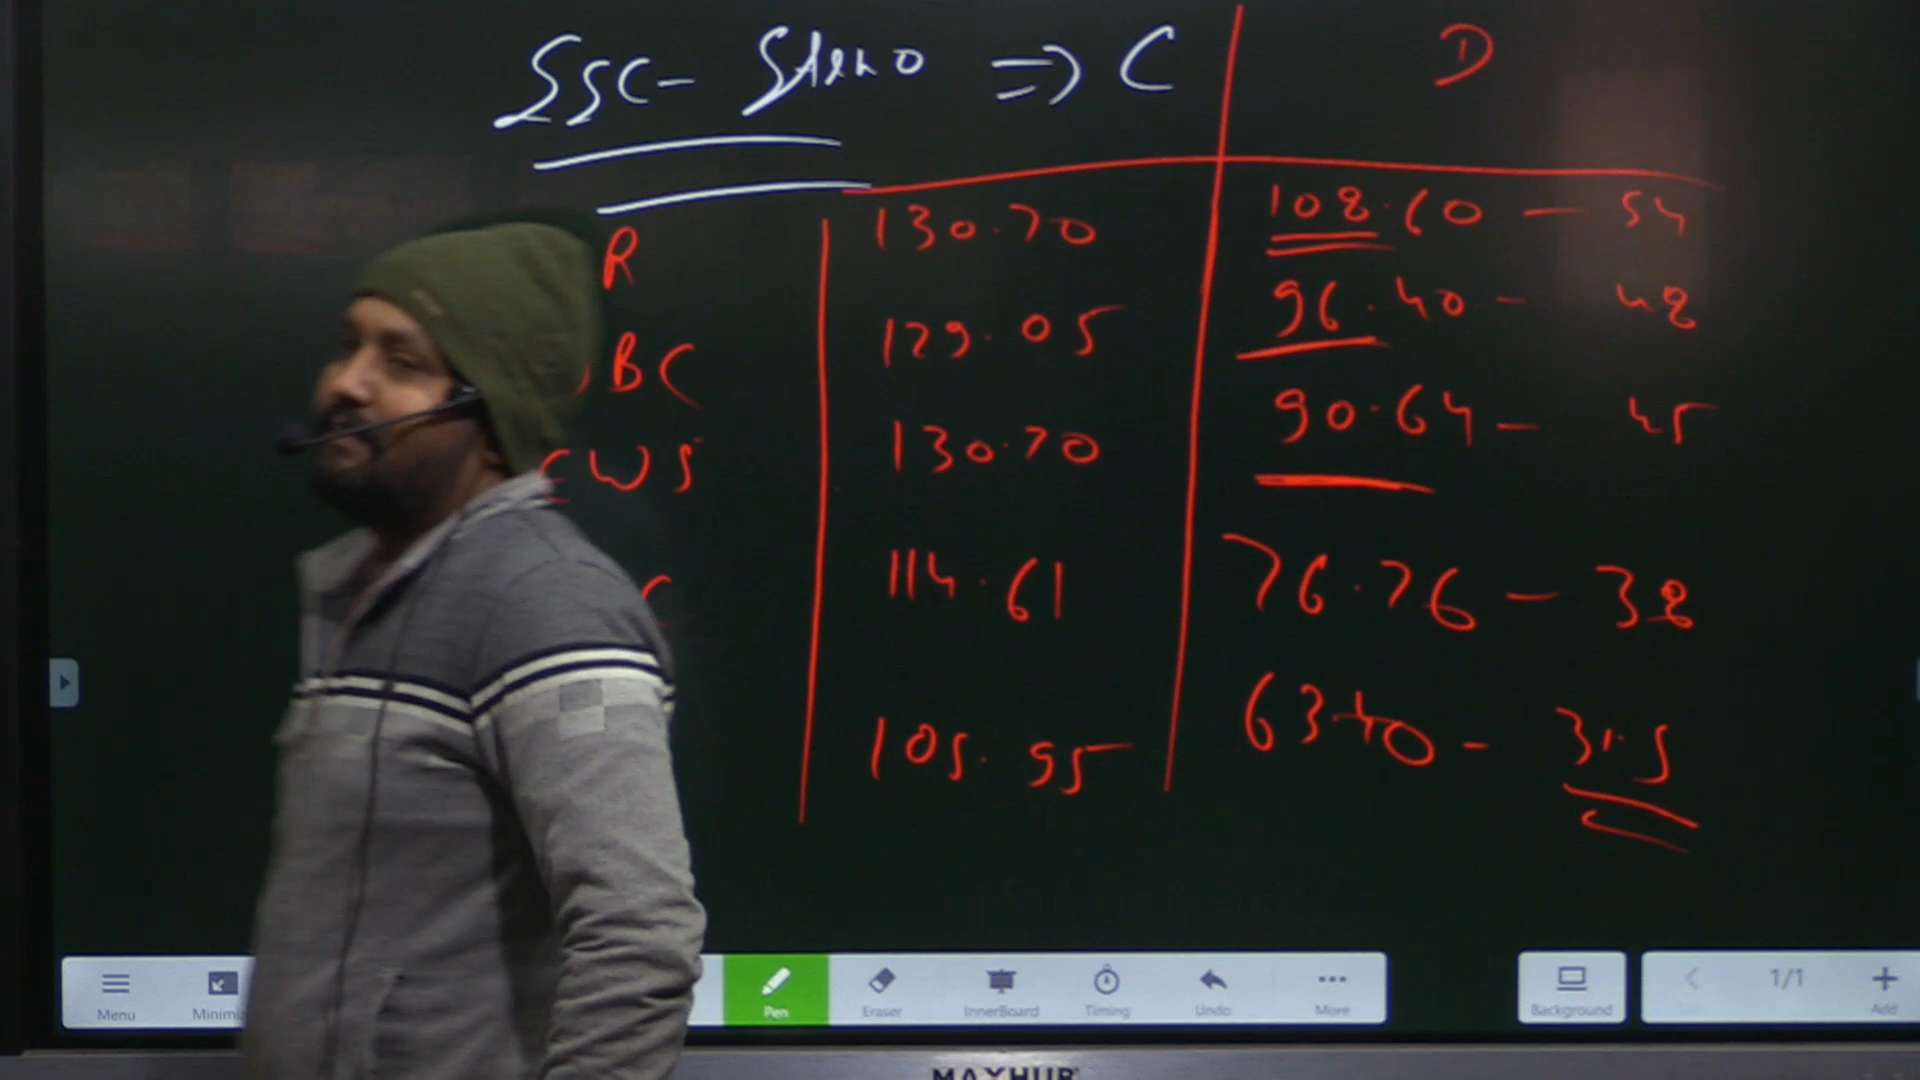 SSC- Steno ⇒ C D
R 130.70 108.60 - 54
BC 129.05 96.40 - 48
EWS 130.70 90.64 - 45
C 114.61 76.76 - 38
105.95 63.40 - 31.5
Menu Minimi Pen Eraser InnerBoard Timing Undo More Background 1/1 Add
MAXHUB